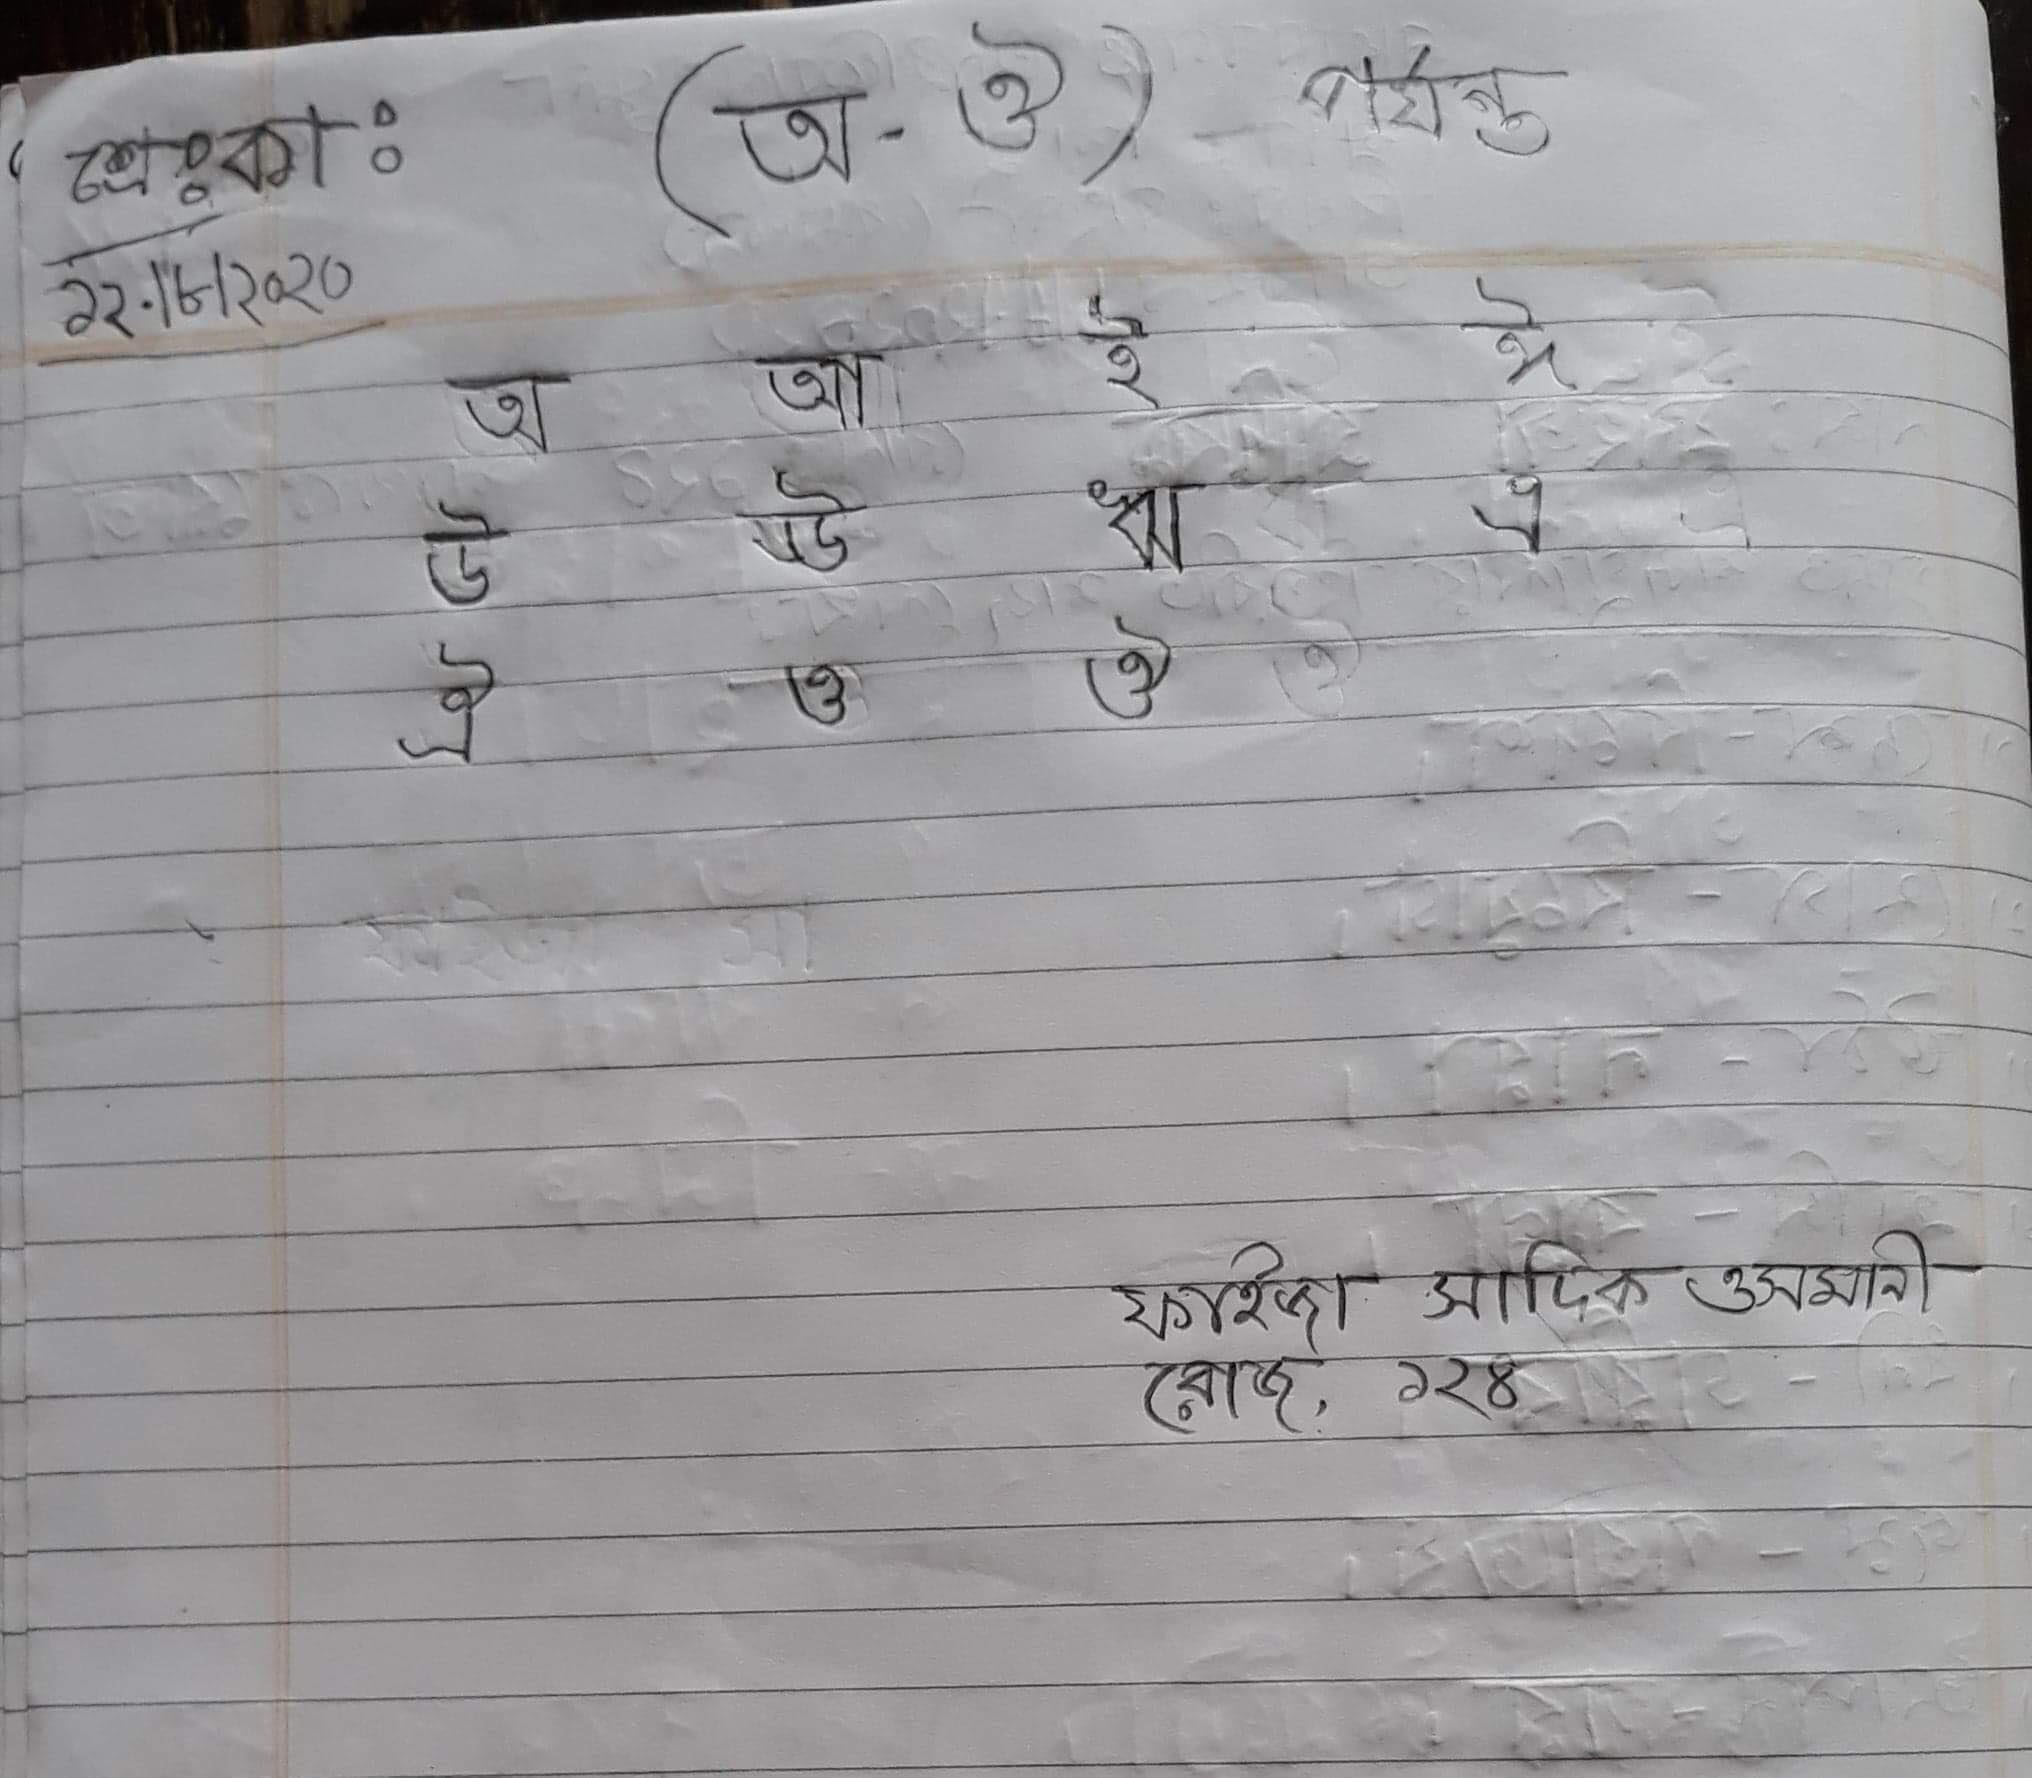 শ্রেঃকাঃ (অ-ঔ) পর্যন্ত
২২.৮।২০২০
অ আ ই ঈ
উ ঊ ঋ এ
ঐ ও ঔ
ফাইজা সাদিক ওসমানী
রোজ, ১২৪